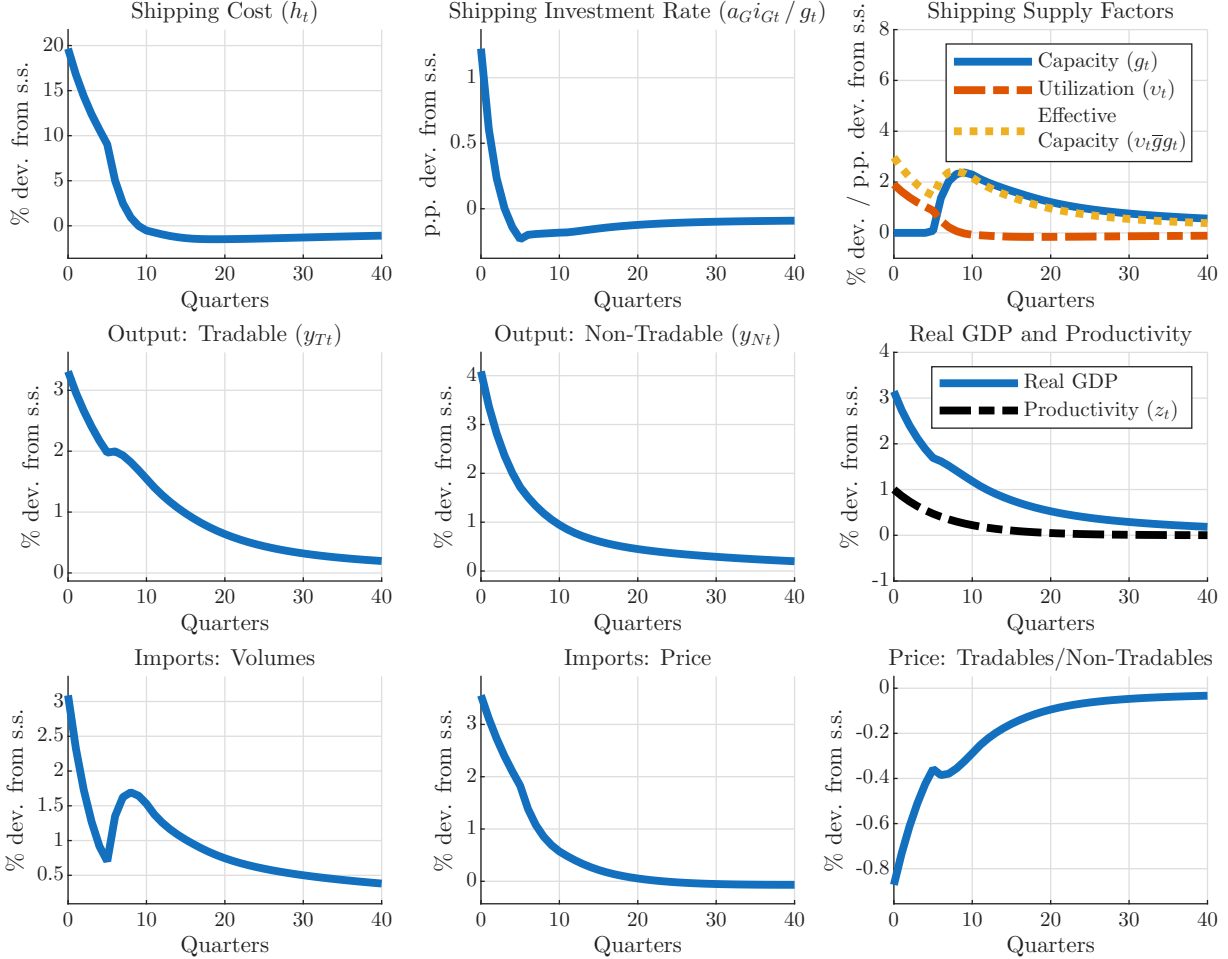 Shipping Cost (h_t)
% dev. from s.s.
20
15
10
5
0
0 10 20 30 40
Quarters
Shipping Investment Rate (a_G i_{Gt} / g_t)
p.p. dev. from s.s.
1
0.5
0
0 10 20 30 40
Quarters
Shipping Supply Factors
% dev. / p.p. dev. from s.s.
8
6
4
2
0
Capacity (g_t)
Utilization (υ_t)
Effective
Capacity (υ_t g̅g_t)
0 10 20 30 40
Quarters
Output: Tradable (y_{Tt})
% dev. from s.s.
3
2
1
0
0 10 20 30 40
Quarters
Output: Non-Tradable (y_{Nt})
% dev. from s.s.
4
3
2
1
0
0 10 20 30 40
Quarters
Real GDP and Productivity
% dev. from s.s.
4
3
2
1
0
-1
Real GDP
Productivity (z_t)
0 10 20 30 40
Quarters
Imports: Volumes
% dev. from s.s.
3
2.5
2
1.5
1
0.5
0 10 20 30 40
Quarters
Imports: Price
% dev. from s.s.
3
2
1
0
0 10 20 30 40
Quarters
Price: Tradables/Non-Tradables
% dev. from s.s.
0
-0.2
-0.4
-0.6
-0.8
0 10 20 30 40
Quarters